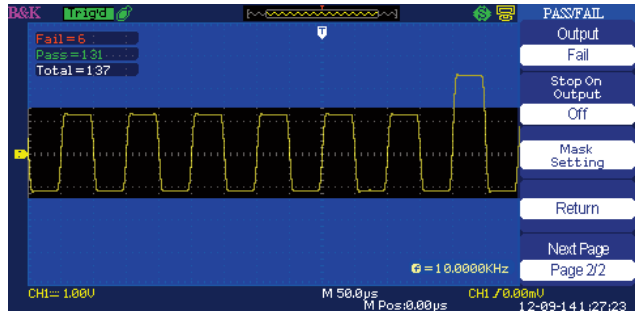 B&K Trig'd PASS/FAIL
T
Fail=6
Pass=131
Total=137
Output
Fail
Stop On
Output
Off
Mask
Setting
Return
Next Page
Page 2/2
F=10.0000KHz
CH1 1.00V M 50.0μs CH1 0.00mV
M Pos:0.00μs 12-09-14 1:27:23